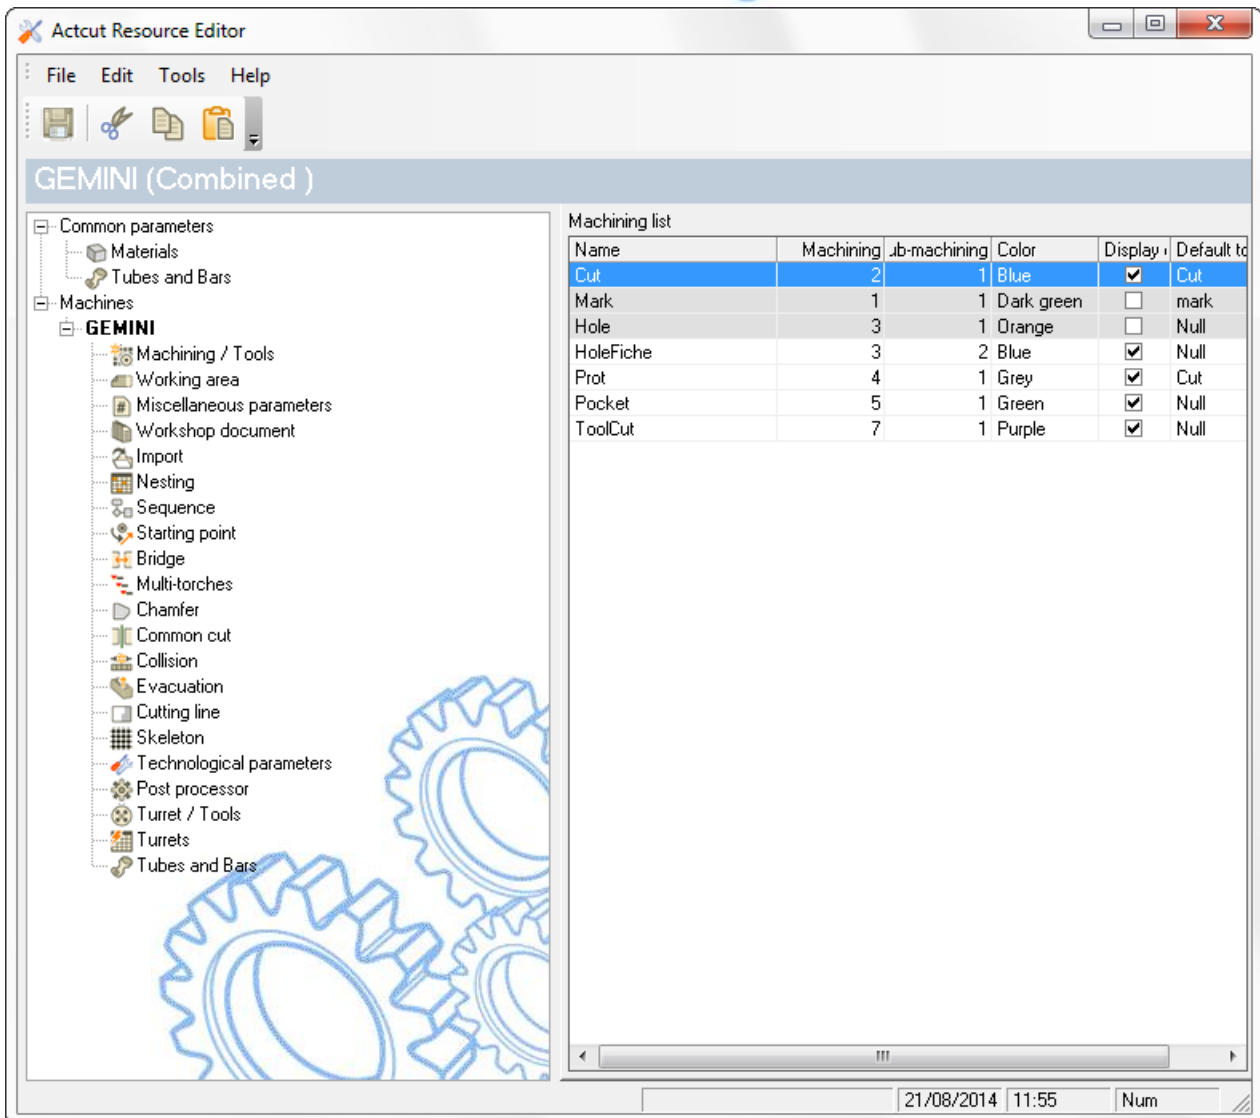 Actcut Resource Editor
File Edit Tools Help
GEMINI (Combined )
Common parameters
Materials
Tubes and Bars
Machines
GEMINI
Machining / Tools
Working area
Miscellaneous parameters
Workshop document
Import
Nesting
Sequence
Starting point
Bridge
Multi-torches
Chamfer
Common cut
Collision
Evacuation
Cutting line
Skeleton
Technological parameters
Post processor
Turret / Tools
Turrets
Tubes and Bars
Machining list
Name Machining ub-machining Color Display Default to
Cut 2 1 Blue Cut
Mark 1 1 Dark green mark
Hole 3 1 Orange Null
HoleFiche 3 2 Blue Null
Prot 4 1 Grey Cut
Pocket 5 1 Green Null
ToolCut 7 1 Purple Null
21/08/2014 11:55 Num